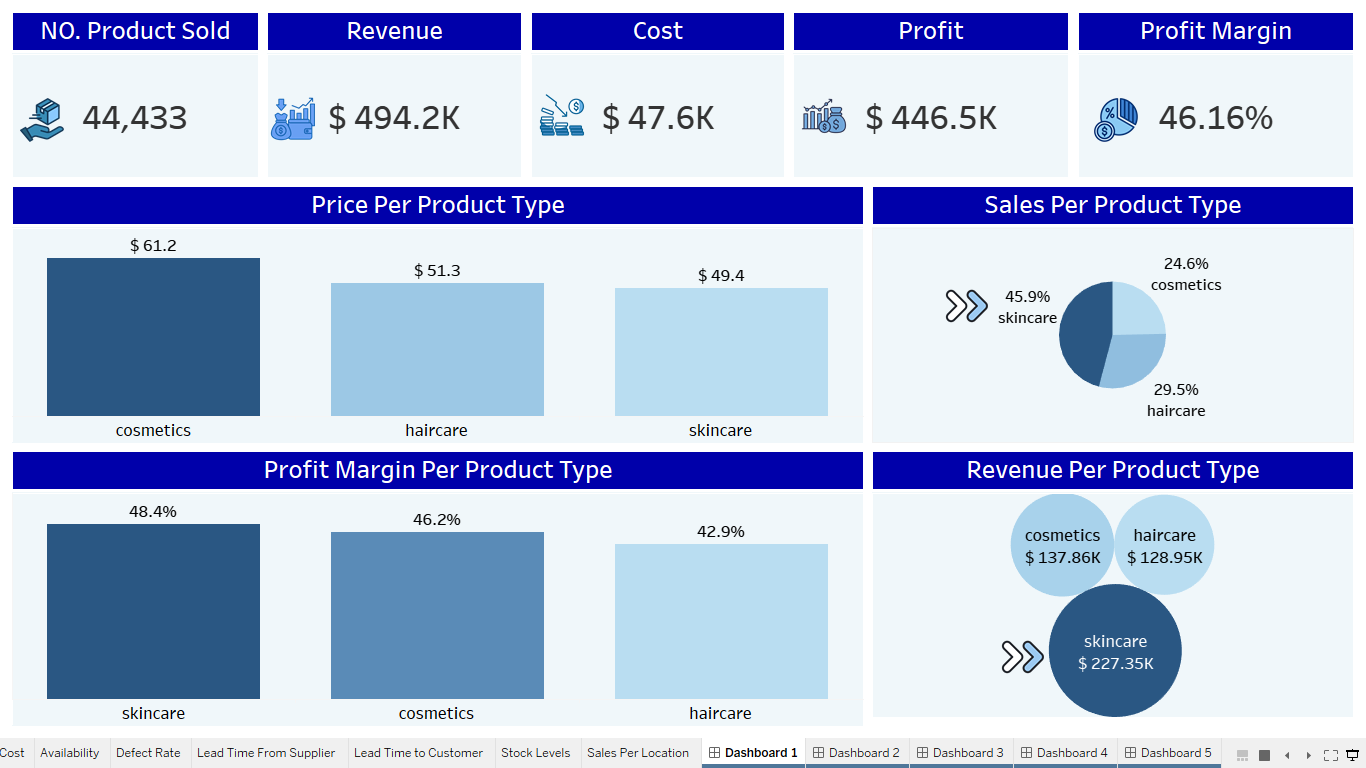 NO. Product Sold
Revenue
Cost
Profit
Profit Margin
44,433
$ 494.2K
$ 47.6K
$ 446.5K
%
$
46.16%
Price Per Product Type
Sales Per Product Type
$ 61.2
$ 51.3
$ 49.4
cosmetics
haircare
skincare
24.6%
cosmetics
45.9%
skincare
29.5%
haircare
Profit Margin Per Product Type
Revenue Per Product Type
48.4%
46.2%
42.9%
skincare
cosmetics
haircare
cosmetics
$ 137.86K
haircare
$ 128.95K
skincare
$ 227.35K
Cost
Availability
Defect Rate
Lead Time From Supplier
Lead Time to Customer
Stock Levels
Sales Per Location
Dashboard 1
Dashboard 2
Dashboard 3
Dashboard 4
Dashboard 5